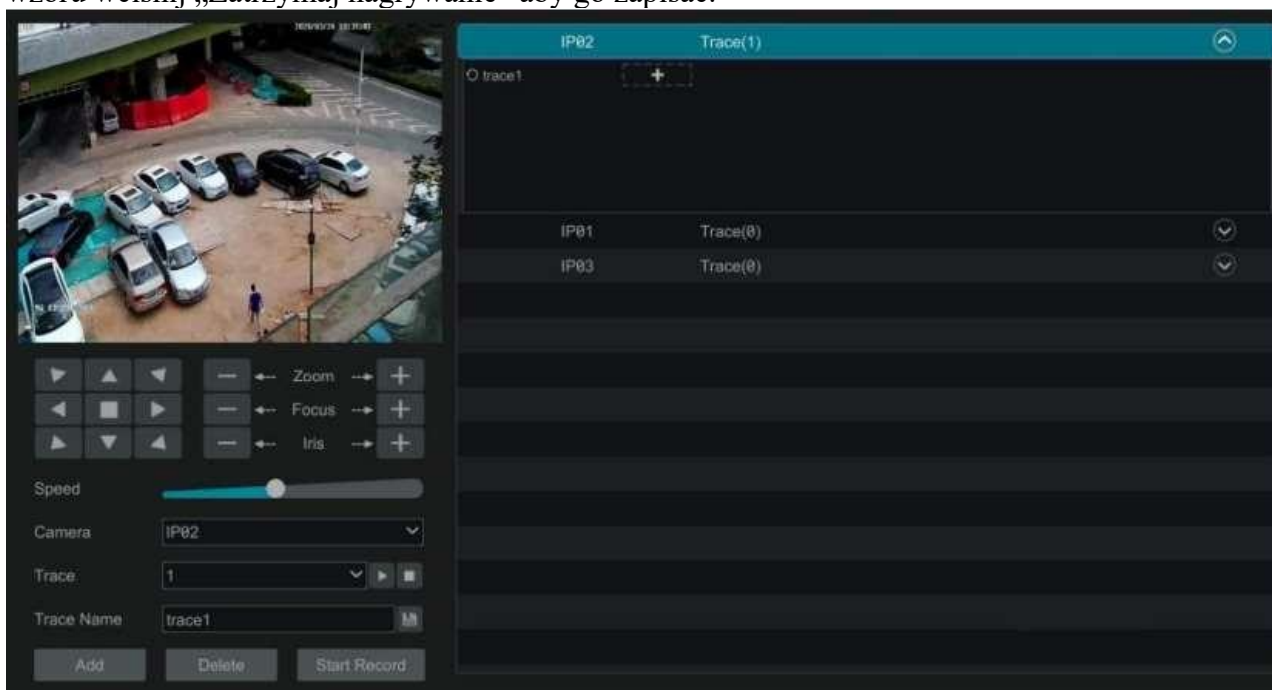 wzoru wciśnij „Zatrzymaj nagrywanie” aby go zapisać.
IP02 Trace(1)
trace1 +
IP01 Trace(0)
IP03 Trace(0)
Zoom
Focus
Iris
Speed
Camera IP02
Trace 1
Trace Name trace1
Add Delete Start Record